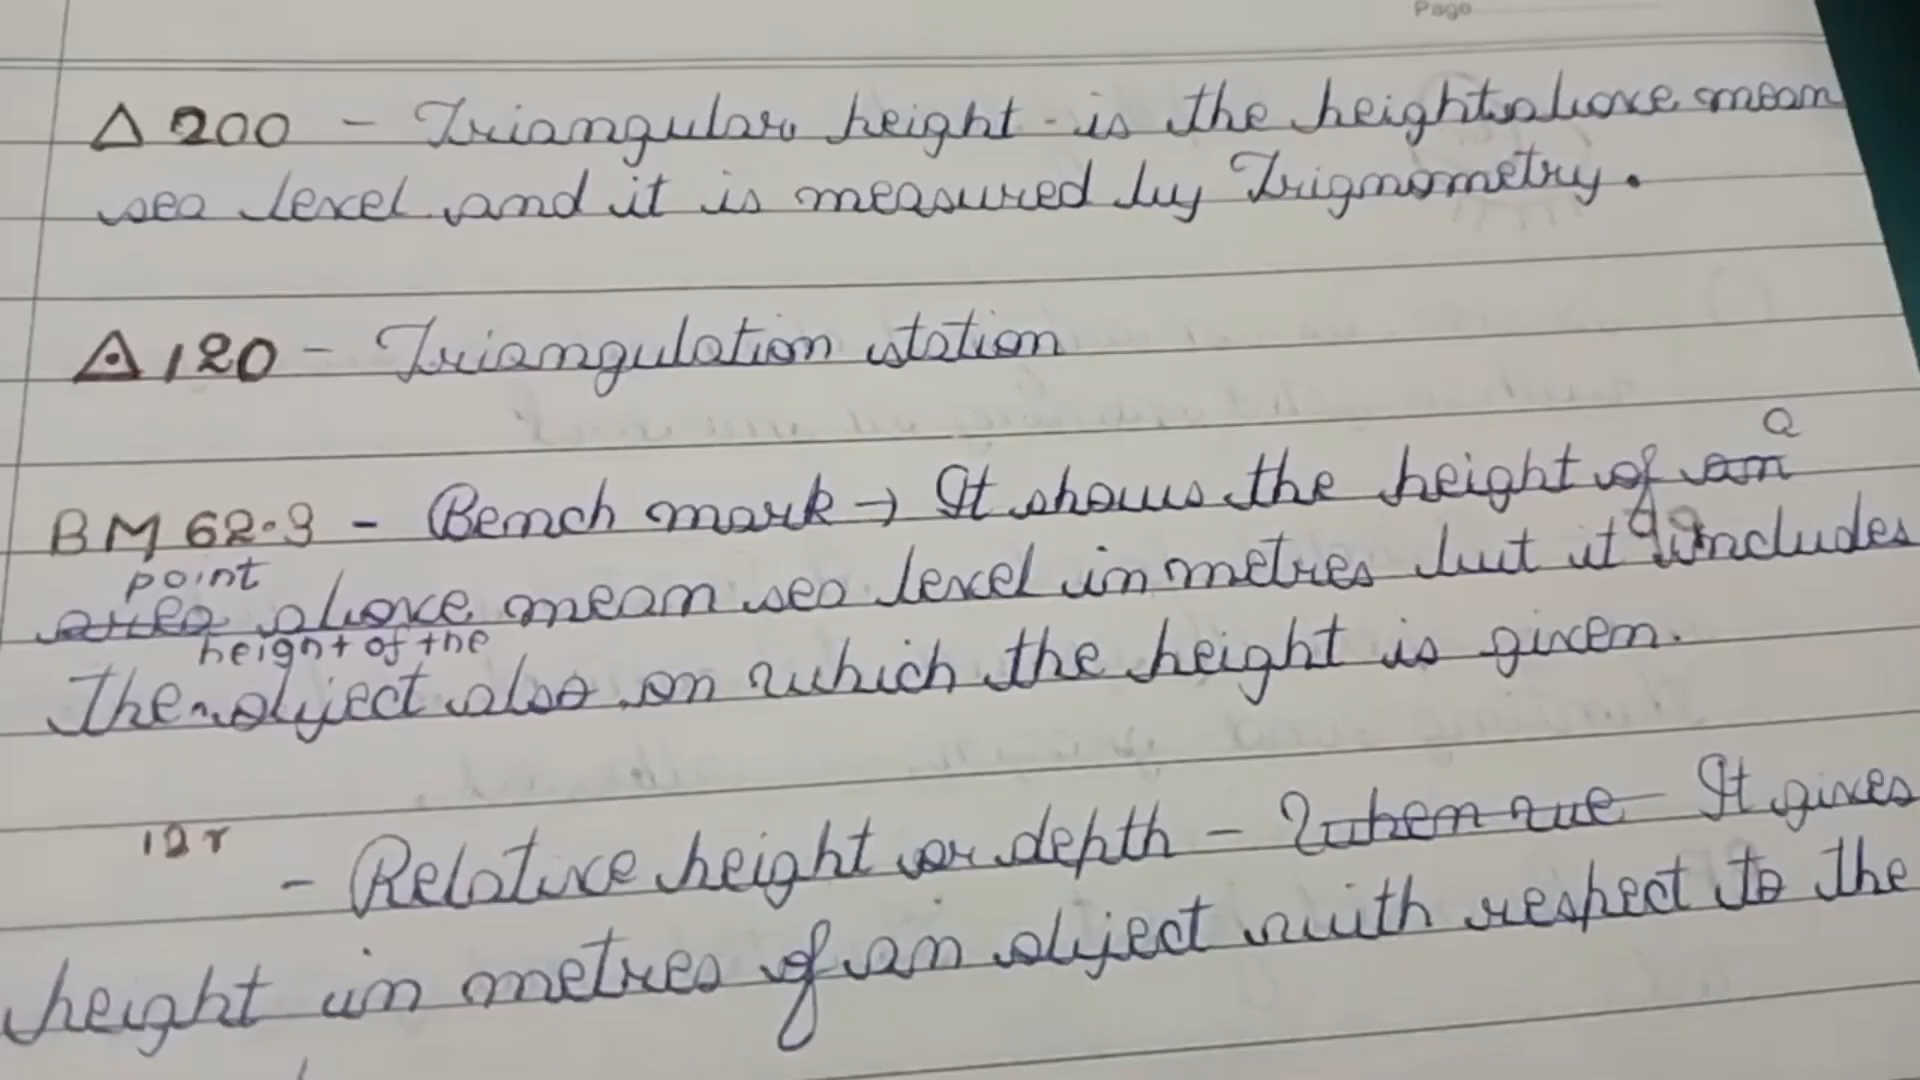 Page
Δ 200 - Triangular height - is the height above mean
sea level and it is measured by Trignometry.
◬ 120 - Triangulation station
a
BM 62.3 - Bench mark → It shows the height of an
point
area above mean sea level in metres but it includes
height of the
The object also on which the height is given.
12r
- Relative height or depth - When we It gives
height in metres of an object with respect to the